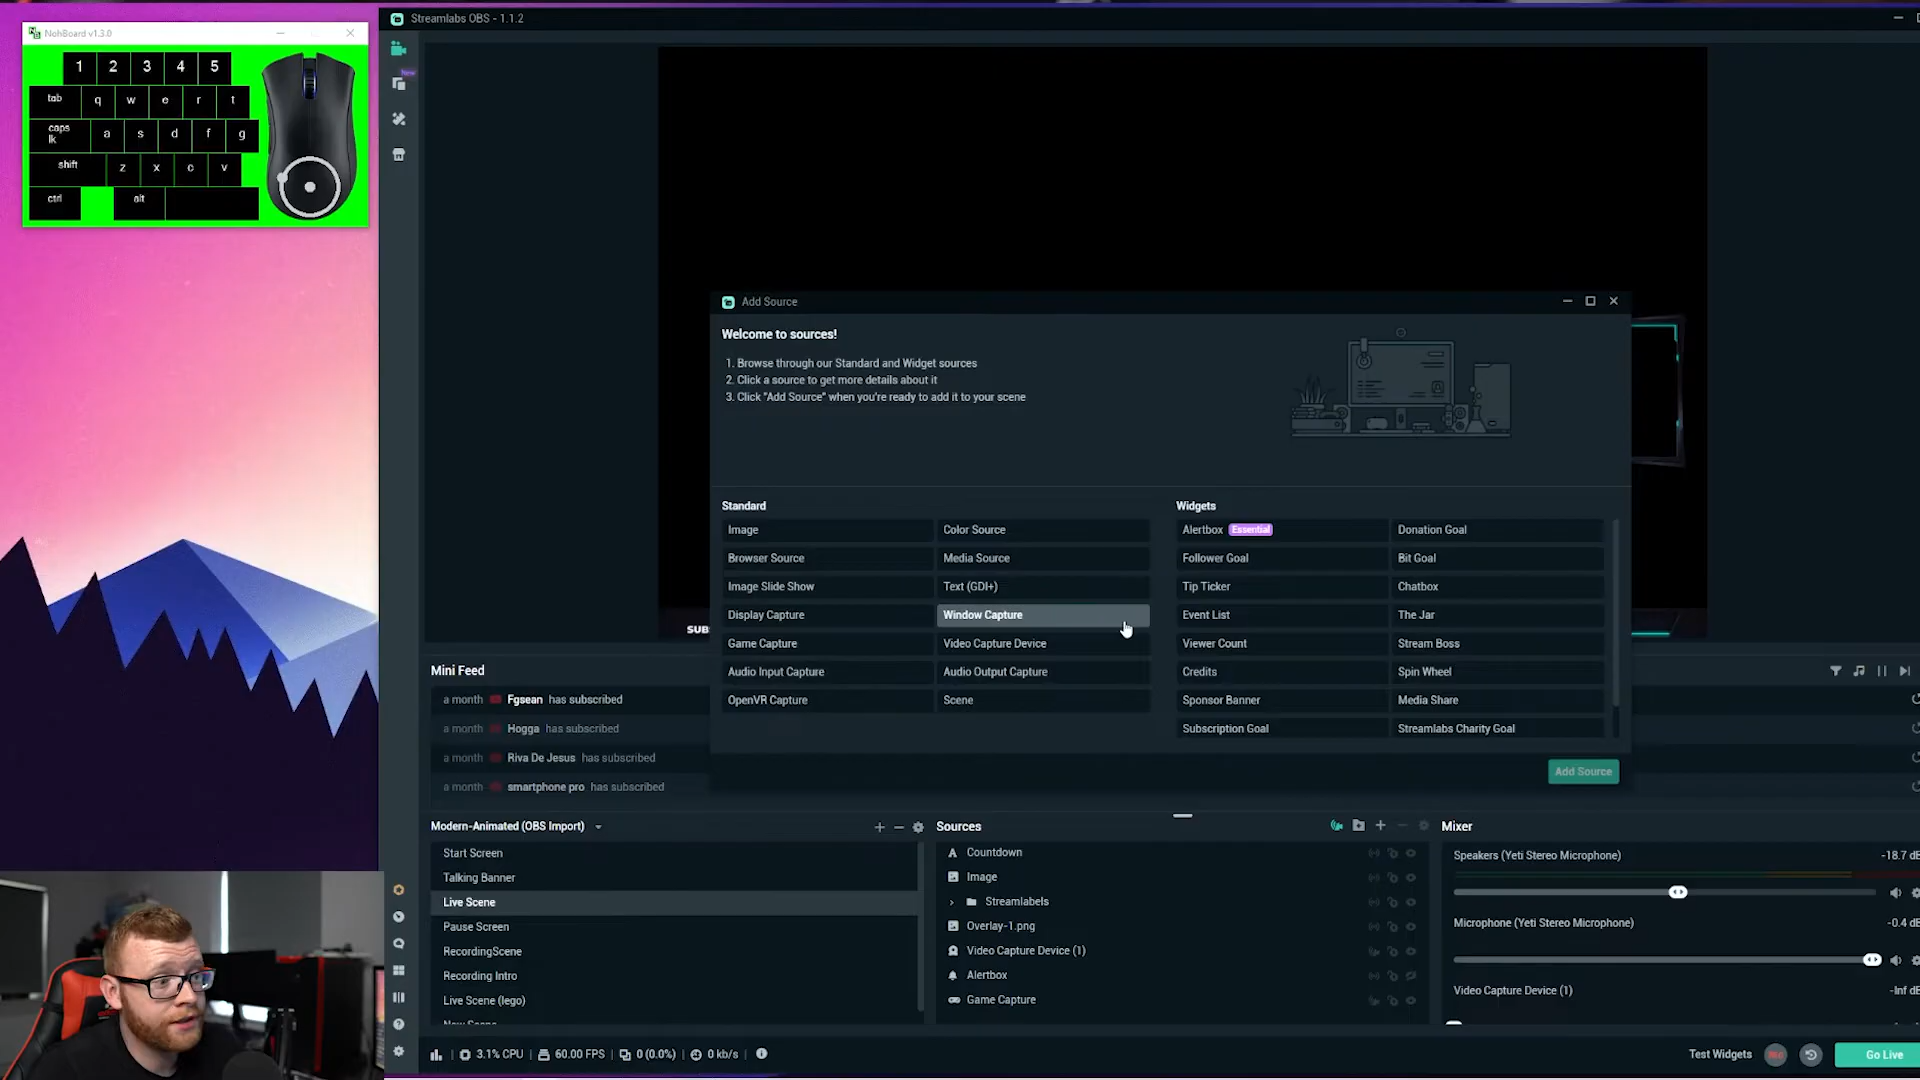 NohBoard v1.3.0
1 2 3 4 5
tab q w e r t
caps lk a s d f g
shift z x c v
ctrl alt
Streamlabs OBS - 1.1.2
New
Add Source
Welcome to sources!
1. Browse through our Standard and Widget sources
2. Click a source to get more details about it
3. Click "Add Source" when you're ready to add it to your scene
Standard
Image Color Source
Browser Source Media Source
Image Slide Show Text (GDI+)
Display Capture Window Capture
Game Capture Video Capture Device
Audio Input Capture Audio Output Capture
OpenVR Capture Scene
Widgets
Alertbox Essential Donation Goal
Follower Goal Bit Goal
Tip Ticker Chatbox
Event List The Jar
Viewer Count Stream Boss
Credits Spin Wheel
Sponsor Banner Media Share
Subscription Goal Streamlabs Charity Goal
Add Source
SUB
Mini Feed
a month Fgsean has subscribed
a month Hogga has subscribed
a month Riva De Jesus has subscribed
a month smartphone pro has subscribed
Modern-Animated (OBS Import)
Start Screen
Talking Banner
Live Scene
Pause Screen
RecordingScene
Recording Intro
Live Scene (lego)
Sources
Countdown
Image
Streamlabels
Overlay-1.png
Video Capture Device (1)
Alertbox
Game Capture
Mixer
Speakers (Yeti Stereo Microphone) -18.7 dB
Microphone (Yeti Stereo Microphone) -0.4 dB
Video Capture Device (1) -Inf dB
3.1% CPU 60.00 FPS 0 (0.0%) 0 kb/s
Test Widgets REC Go Live